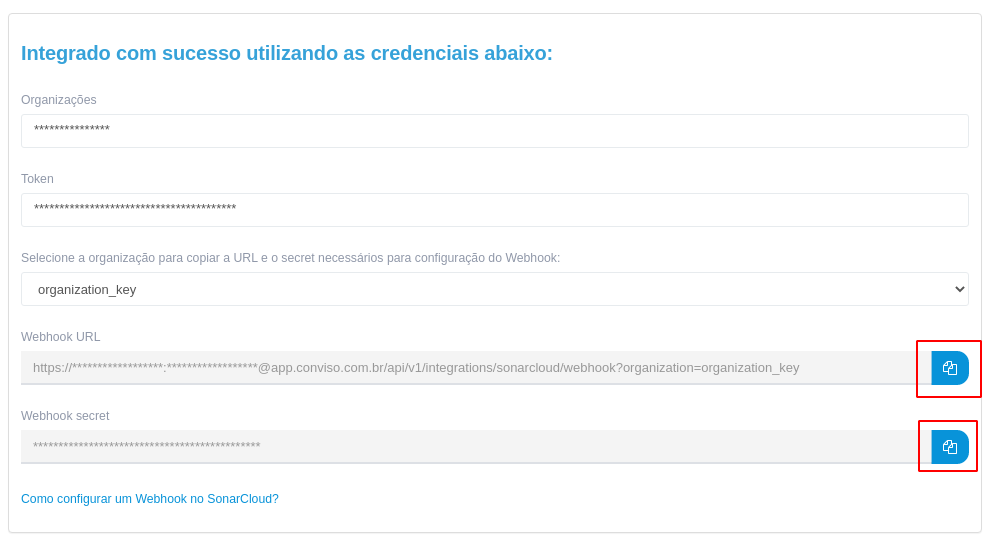 Integrado com sucesso utilizando as credenciais abaixo:
Organizações
***************
Token
****************************************
Selecione a organização para copiar a URL e o secret necessários para configuração do Webhook:
organization_key
Webhook URL
https://******************:******************@app.conviso.com.br/api/v1/integrations/sonarcloud/webhook?organization=organization_key
Webhook secret
*********************************************
Como configurar um Webhook no SonarCloud?